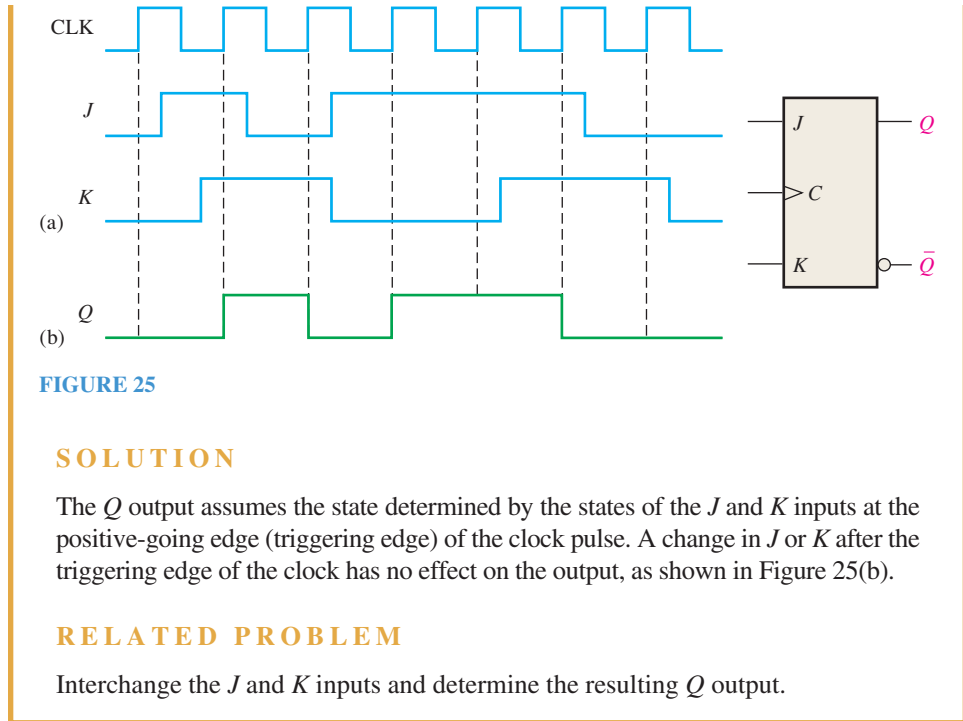 CLK
J
K
(a)
Q
(b)
J
C
K
Q
Q̄
FIGURE 25
SOLUTION
The Q output assumes the state determined by the states of the J and K inputs at the
positive-going edge (triggering edge) of the clock pulse. A change in J or K after the
triggering edge of the clock has no effect on the output, as shown in Figure 25(b).
RELATED PROBLEM
Interchange the J and K inputs and determine the resulting Q output.